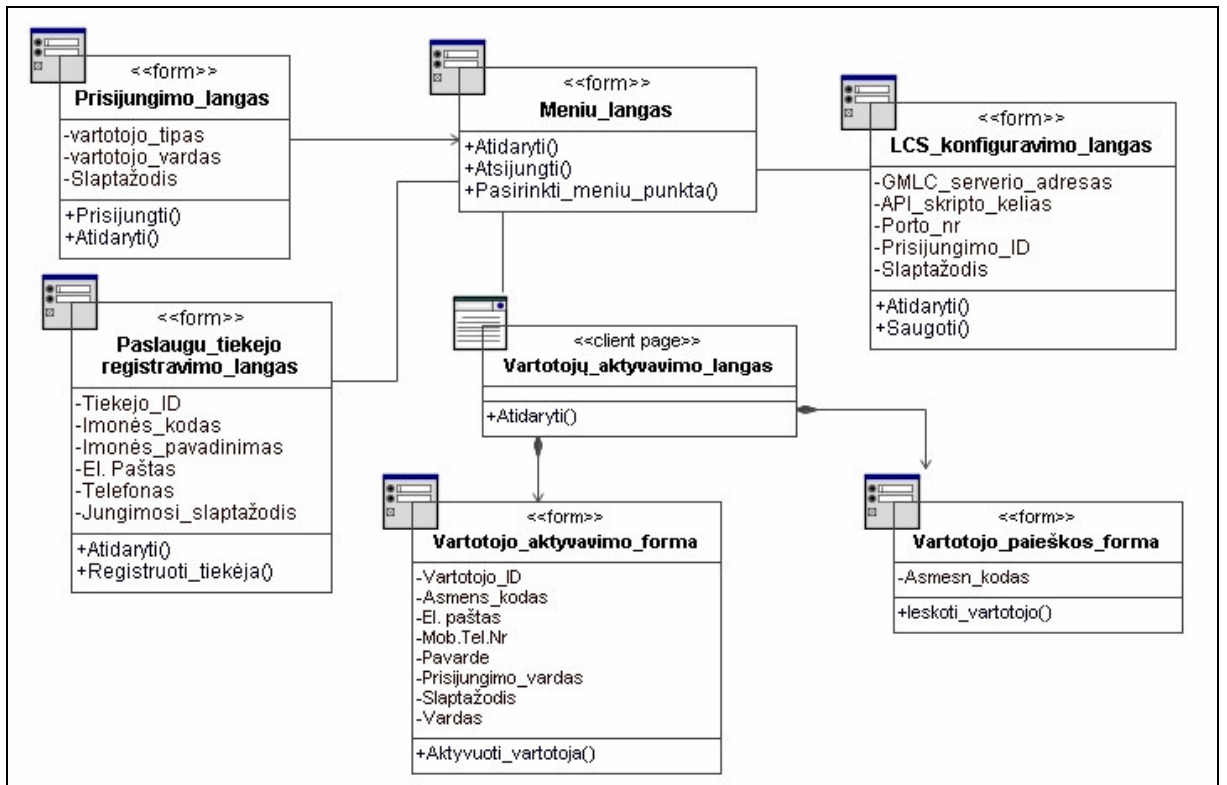 <<form>>
Prisijungimo_langas
-vartotojo_tipas
-vartotojo_vardas
-Slaptažodis
+Prisijungti()
+Atidaryti()
<<form>>
Meniu_langas
+Atidaryti()
+Atsijungti()
+Pasirinkti_meniu_punkta()
<<form>>
LCS_konfiguravimo_langas
-GMLC_serverio_adresas
-API_skripto_kelias
-Porto_nr
-Prisijungimo_ID
-Slaptažodis
+Atidaryti()
+Saugoti()
<<form>>
Paslaugu_tiekejo
registravimo_langas
-Tiekejo_ID
-Imonės_kodas
-Imonės_pavadinimas
-El. Paštas
-Telefonas
-Jungimosi_slaptažodis
+Atidaryti()
+Registruoti_tiekėja()
<<client page>>
Vartotojų_aktyvavimo_langas
+Atidaryti()
<<form>>
Vartotojo_aktyvavimo_forma
-Vartotojo_ID
-Asmens_kodas
-El. paštas
-Mob.Tel.Nr
-Pavarde
-Prisijungimo_vardas
-Slaptažodis
-Vardas
+Aktyvuoti_vartotoja()
<<form>>
Vartotojo_paieškos_forma
-Asmesn_kodas
+Ieskoti_vartotojo()